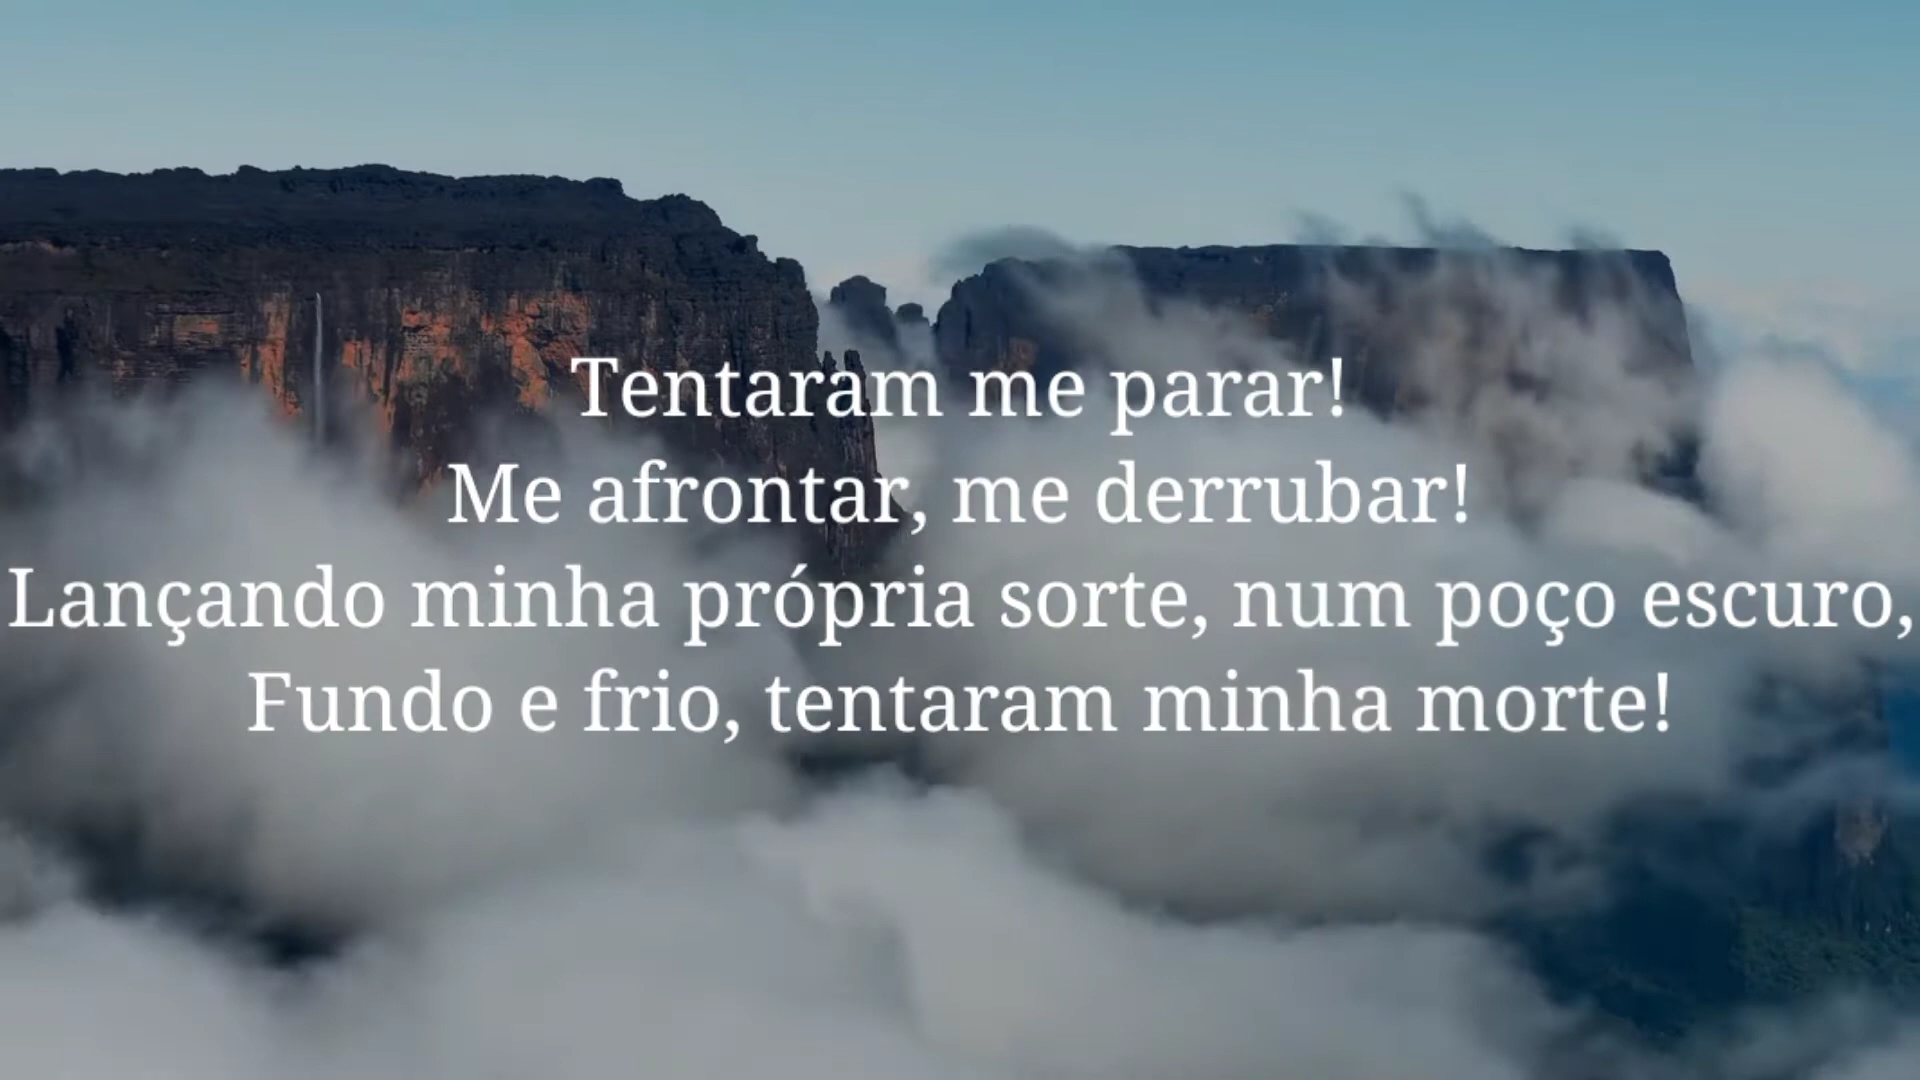 Tentaram me parar!
Me afrontar, me derrubar!
Lançando minha própria sorte, num poço escuro,
Fundo e frio, tentaram minha morte!